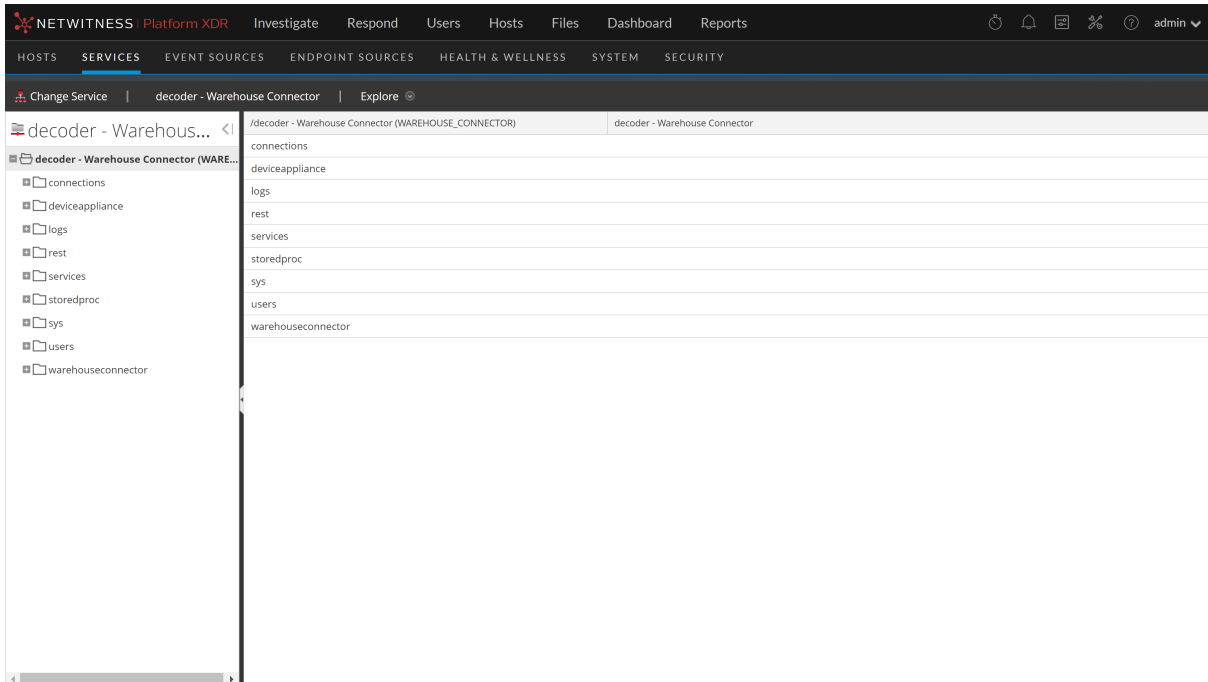 NETWITNESS Platform XDR Investigate Respond Users Hosts Files Dashboard Reports admin
HOSTS SERVICES EVENT SOURCES ENDPOINT SOURCES HEALTH & WELLNESS SYSTEM SECURITY
Change Service | decoder - Warehouse Connector | Explore
decoder - Warehous...
decoder - Warehouse Connector (WARE...
connections
deviceappliance
logs
rest
services
storedproc
sys
users
warehouseconnector
/decoder - Warehouse Connector (WAREHOUSE_CONNECTOR) decoder - Warehouse Connector
connections
deviceappliance
logs
rest
services
storedproc
sys
users
warehouseconnector